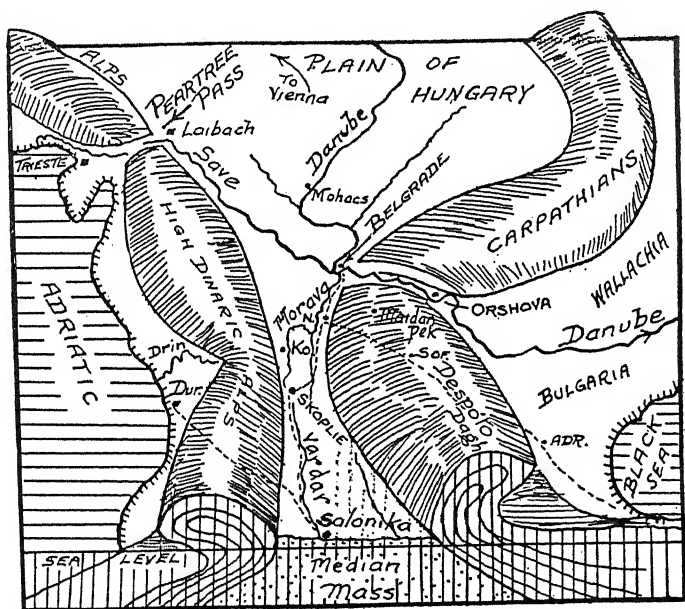 ALPS
PEARTREE
PASS
To
Vienna
PLAIN OF
HUNGARY
Laibach
TRIESTE
Save
Danube
Mohacs
BELGRADE
CARPATHIANS
HIGH DINARIC
ALPS
ADRIATIC
Morava
N.
Maidan
Pek
ORSHOVA
WALLACHIA
Danube
Ko
Drin
Dur.
SOF.
Despoto
Dagh
BULGARIA
SKOPLIE
Vardar
ADR.
BLACK
SEA
Salonika
SEA LEVEL
Median
Mass